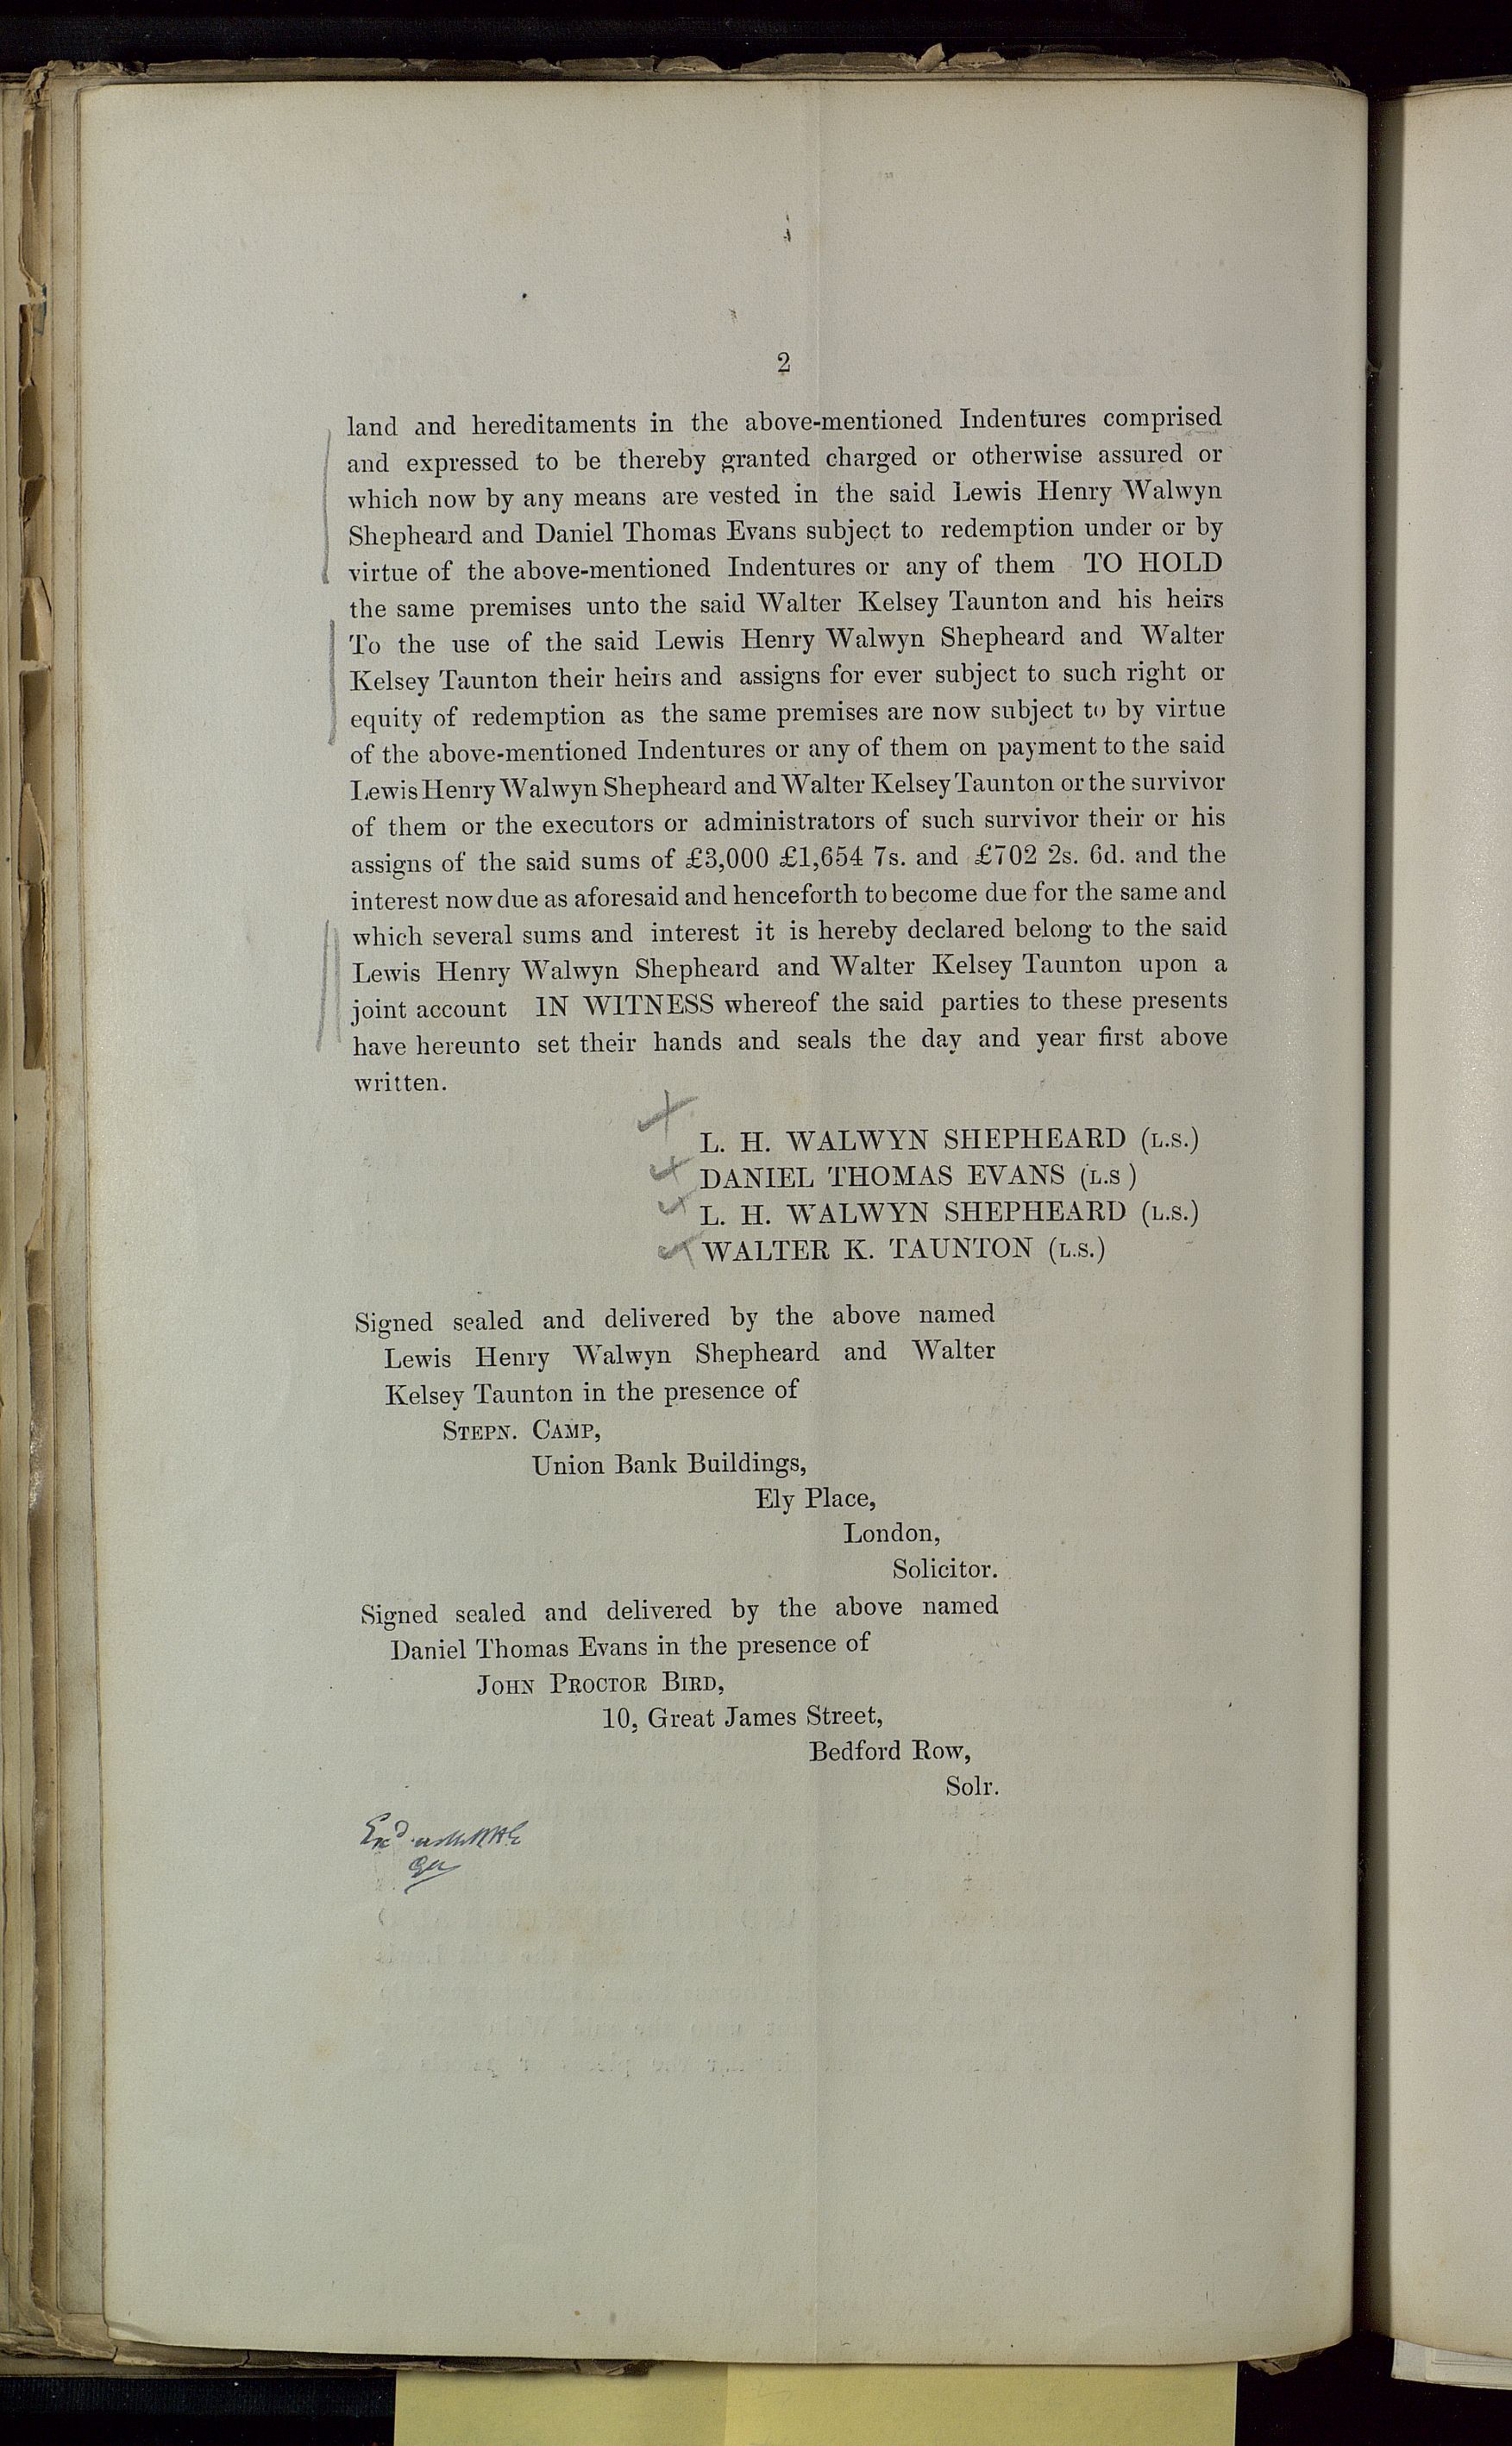 2
land and hereditaments in the above-mentioned Indentures comprised
and expressed to be thereby granted charged or otherwise assured or
which now by any means are vested in the said Lewis Henry Walwyn
Shepheard and Daniel Thomas Evans subject to redemption under or by
virtue of the above-mentioned Indentures or any of them TO HOLD
the same premises unto the said Walter Kelsey Taunton and his heirs
To the use of the said Lewis Henry Walwyn Shepheard and Walter
Kelsey Taunton their heirs and assigns for ever subject to such right or
equity of redemption as the same premises are now subject to by virtue
of the above-mentioned Indentures or any of them on payment to the said
Lewis Henry Walwyn Shepheard and Walter Kelsey Taunton or the survivor
of them or the executors or administrators of such survivor their or his
assigns of the said sums of £3,000 £1,654 7s. and £702 2s. 6d. and the
interest now due as aforesaid and henceforth to become due for the same and
which several sums and interest it is hereby declared belong to the said
Lewis Henry Walwyn Shepheard and Walter Kelsey Taunton upon a
joint account IN WITNESS whereof the said parties to these presents
have hereunto set their hands and seals the day and year first above
written.
L. H. WALWYN SHEPHEARD (L.S.)
DANIEL THOMAS EVANS (L.S )
L. H. WALWYN SHEPHEARD (L.S.)
WALTER K. TAUNTON (L.S.)
Signed sealed and delivered by the above named
Lewis Henry Walwyn Shepheard and Walter
Kelsey Taunton in the presence of
STEPN. CAMP,
Union Bank Buildings,
Ely Place,
London,
Solicitor.
Signed sealed and delivered by the above named
Daniel Thomas Evans in the presence of
JOHN PROCTOR BIRD,
10, Great James Street,
Bedford Row,
Solr.